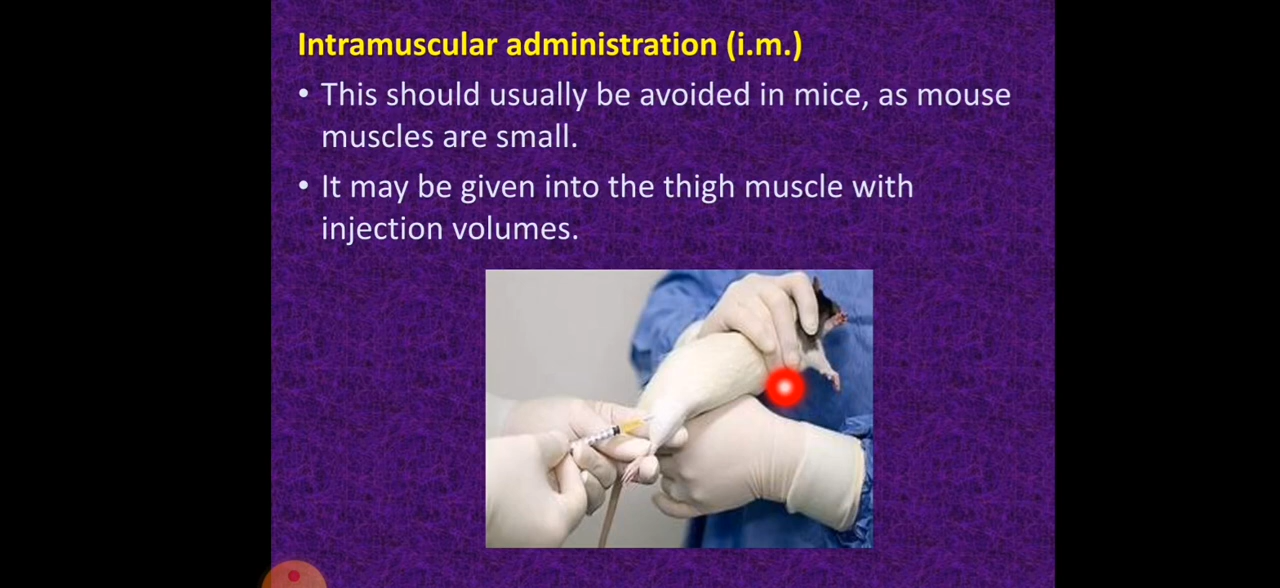 Intramuscular administration (i.m.)
• This should usually be avoided in mice, as mouse
muscles are small.
• It may be given into the thigh muscle with
injection volumes.